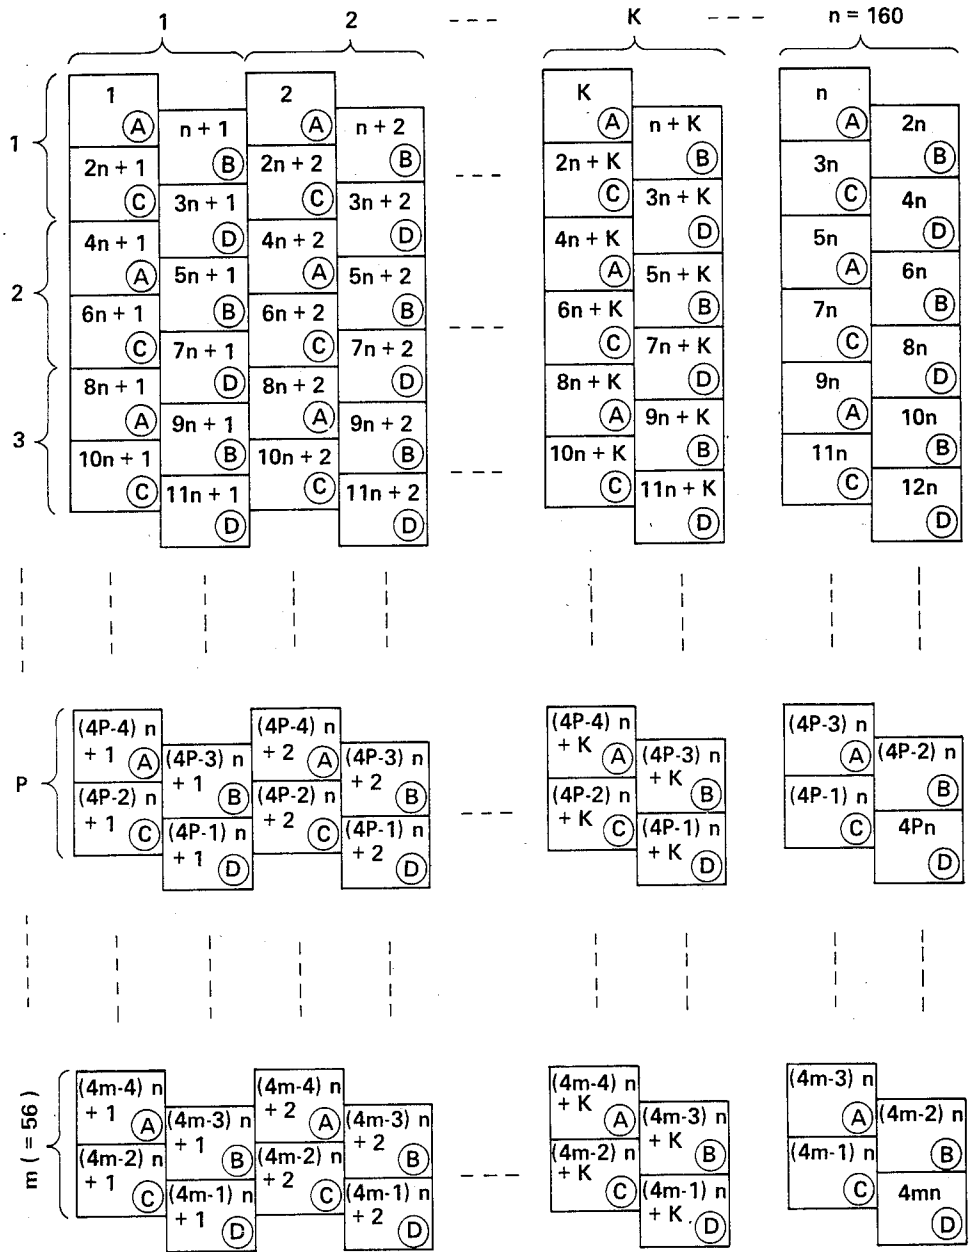 1 2 K n = 160
1
1 A n + 1 B 2 A n + 2 B K A n + K B n A 2n B
2n + 1 C 3n + 1 D 2n + 2 C 3n + 2 D 2n + K C 3n + K D 3n C 4n D
2
4n + 1 A 5n + 1 B 4n + 2 A 5n + 2 B 4n + K A 5n + K B 5n A 6n B
6n + 1 C 7n + 1 D 6n + 2 C 7n + 2 D 6n + K C 7n + K D 7n C 8n D
3
8n + 1 A 9n + 1 B 8n + 2 A 9n + 2 B 8n + K A 9n + K B 9n A 10n B
10n + 1 C 11n + 1 D 10n + 2 C 11n + 2 D 10n + K C 11n + K D 11n C 12n D
P
(4P-4) n + 1 A (4P-3) n + 1 B (4P-4) n + 2 A (4P-3) n + 2 B (4P-4) n + K A (4P-3) n + K B (4P-3) n A (4P-2) n B
(4P-2) n + 1 C (4P-1) n + 1 D (4P-2) n + 2 C (4P-1) n + 2 D (4P-2) n + K C (4P-1) n + K D (4P-1) n C 4Pn D
m ( = 56 )
(4m-4) n + 1 A (4m-3) n + 1 B (4m-4) n + 2 A (4m-3) n + 2 B (4m-4) n + K A (4m-3) n + K B (4m-3) n A (4m-2) n B
(4m-2) n + 1 C (4m-1) n + 1 D (4m-2) n + 2 C (4m-1) n + 2 D (4m-2) n + K C (4m-1) n + K D (4m-1) n C 4mn D